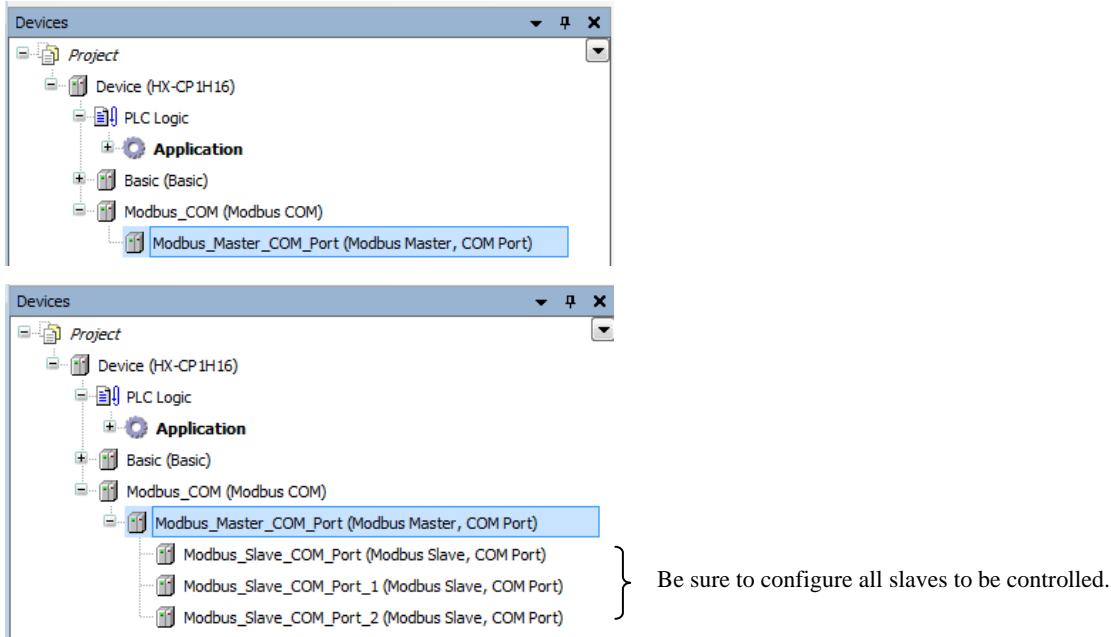 Devices
Project
Device (HX-CP1H16)
PLC Logic
Application
Basic (Basic)
Modbus_COM (Modbus COM)
Modbus_Master_COM_Port (Modbus Master, COM Port)
Devices
Project
Device (HX-CP1H16)
PLC Logic
Application
Basic (Basic)
Modbus_COM (Modbus COM)
Modbus_Master_COM_Port (Modbus Master, COM Port)
Modbus_Slave_COM_Port (Modbus Slave, COM Port)
Modbus_Slave_COM_Port_1 (Modbus Slave, COM Port)
Be sure to configure all slaves to be controlled.
Modbus_Slave_COM_Port_2 (Modbus Slave, COM Port)